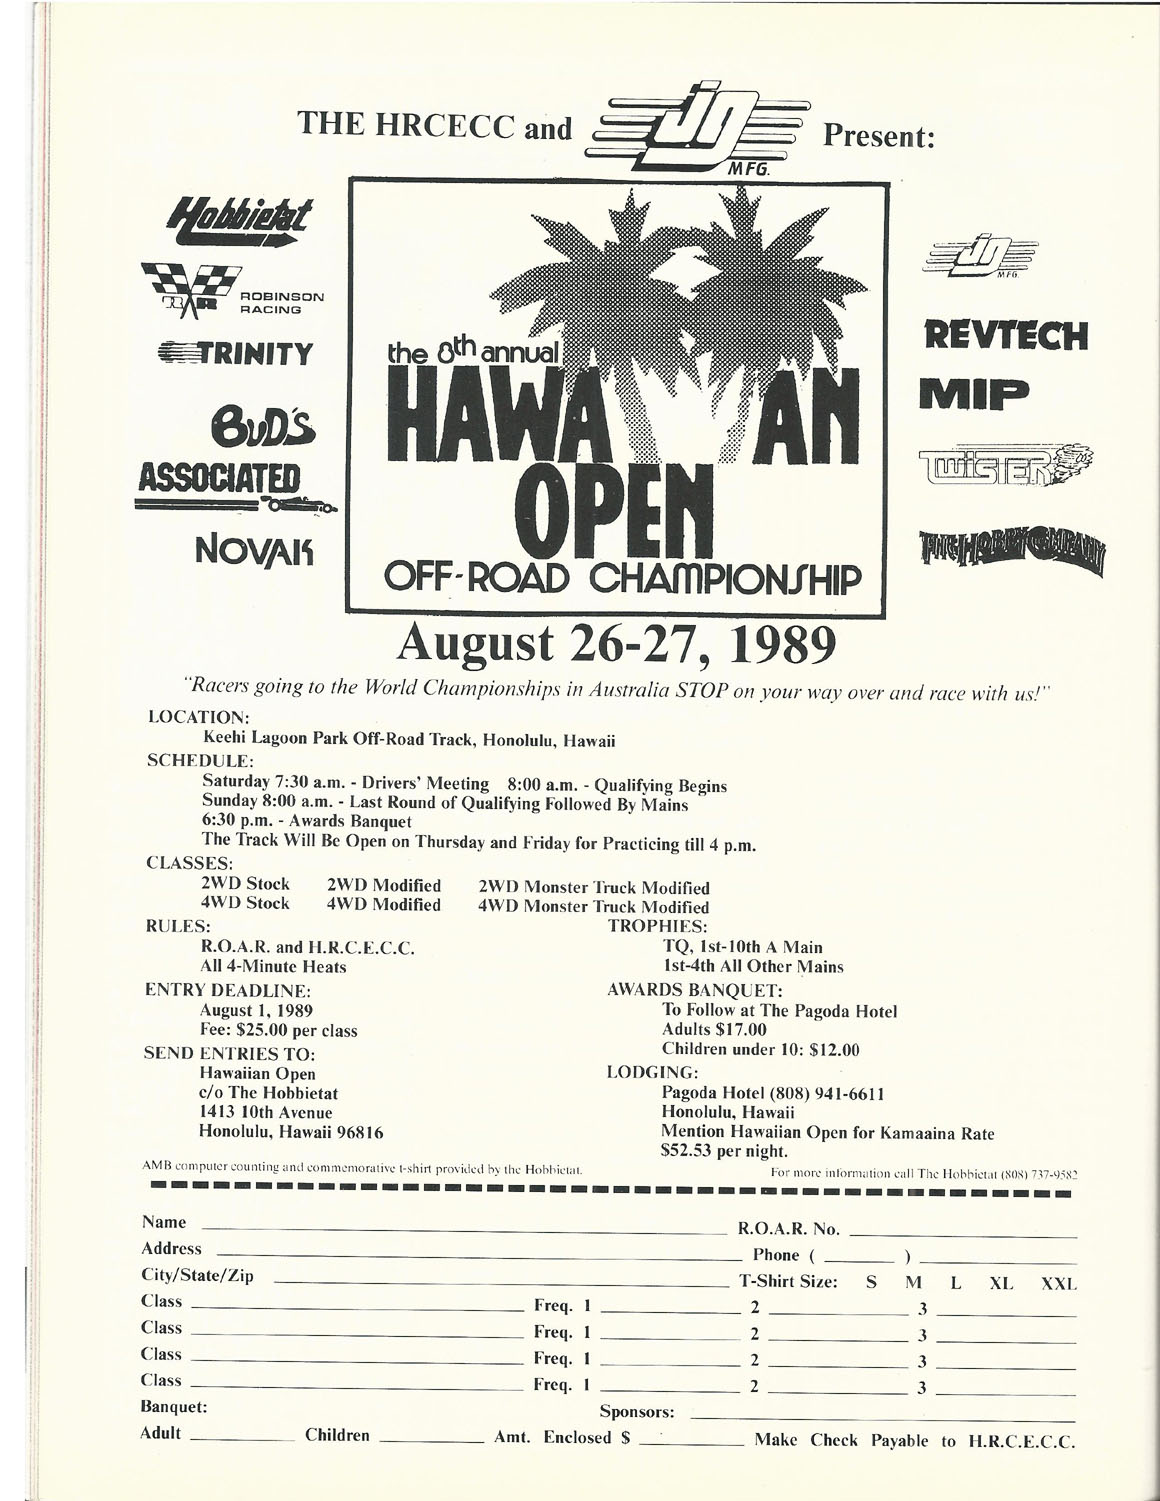 THE HRCECC and JG MFG. Present:
Hobbietat
ROBINSON
RACING
TRINITY
BUD'S
ASSOCIATED
NOVAK
the 8th annual
HAWAIIAN
OPEN
OFF-ROAD CHAMPIONSHIP
JG MFG.
REVTECH
MIP
TWISTER
THE HOBBY COMPANY
August 26-27, 1989
"Racers going to the World Championships in Australia STOP on your way over and race with us!"
LOCATION:
Keehi Lagoon Park Off-Road Track, Honolulu, Hawaii
SCHEDULE:
Saturday 7:30 a.m. - Drivers' Meeting 8:00 a.m. - Qualifying Begins
Sunday 8:00 a.m. - Last Round of Qualifying Followed By Mains
6:30 p.m. - Awards Banquet
The Track Will Be Open on Thursday and Friday for Practicing till 4 p.m.
CLASSES:
2WD Stock 2WD Modified 2WD Monster Truck Modified
4WD Stock 4WD Modified 4WD Monster Truck Modified
RULES:
R.O.A.R. and H.R.C.E.C.C.
All 4-Minute Heats
ENTRY DEADLINE:
August 1, 1989
Fee: $25.00 per class
SEND ENTRIES TO:
Hawaiian Open
c/o The Hobbietat
1413 10th Avenue
Honolulu, Hawaii 96816
TROPHIES:
TQ, 1st-10th A Main
1st-4th All Other Mains
AWARDS BANQUET:
To Follow at The Pagoda Hotel
Adults $17.00
Children under 10: $12.00
LODGING:
Pagoda Hotel (808) 941-6611
Honolulu, Hawaii
Mention Hawaiian Open for Kamaaina Rate
$52.53 per night.
AMB computer counting and commemorative t-shirt provided by the Hobbietat.
For more information call The Hobbietat (808) 737-9582
Name R.O.A.R. No.
Address Phone ( )
City/State/Zip T-Shirt Size: S M L XL XXL
Class Freq. 1 2 3
Class Freq. 1 2 3
Class Freq. 1 2 3
Class Freq. 1 2 3
Banquet: Sponsors:
Adult Children Amt. Enclosed $ Make Check Payable to H.R.C.E.C.C.